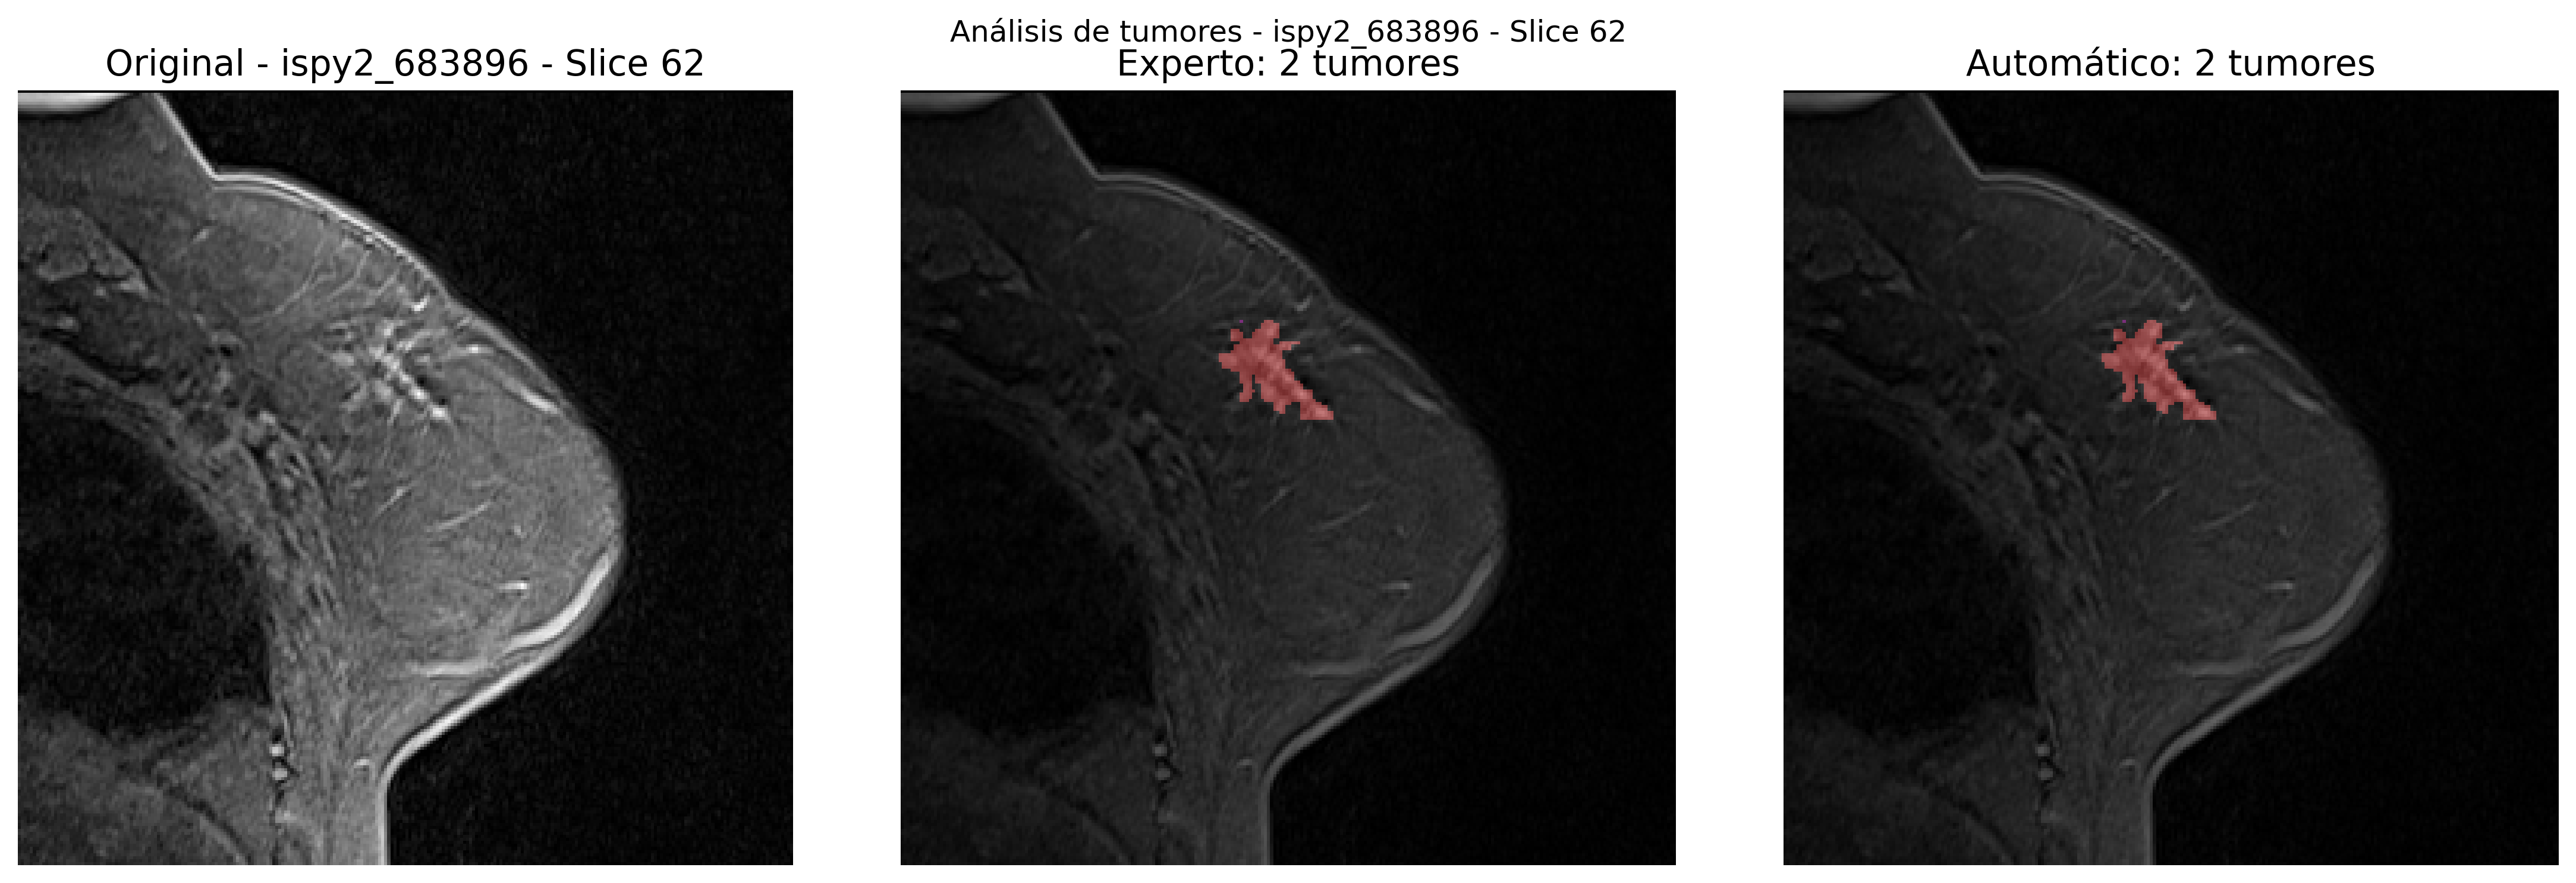 Análisis de tumores - ispy2_683896 - Slice 62
Original - ispy2_683896 - Slice 62
Experto: 2 tumores
Automático: 2 tumores